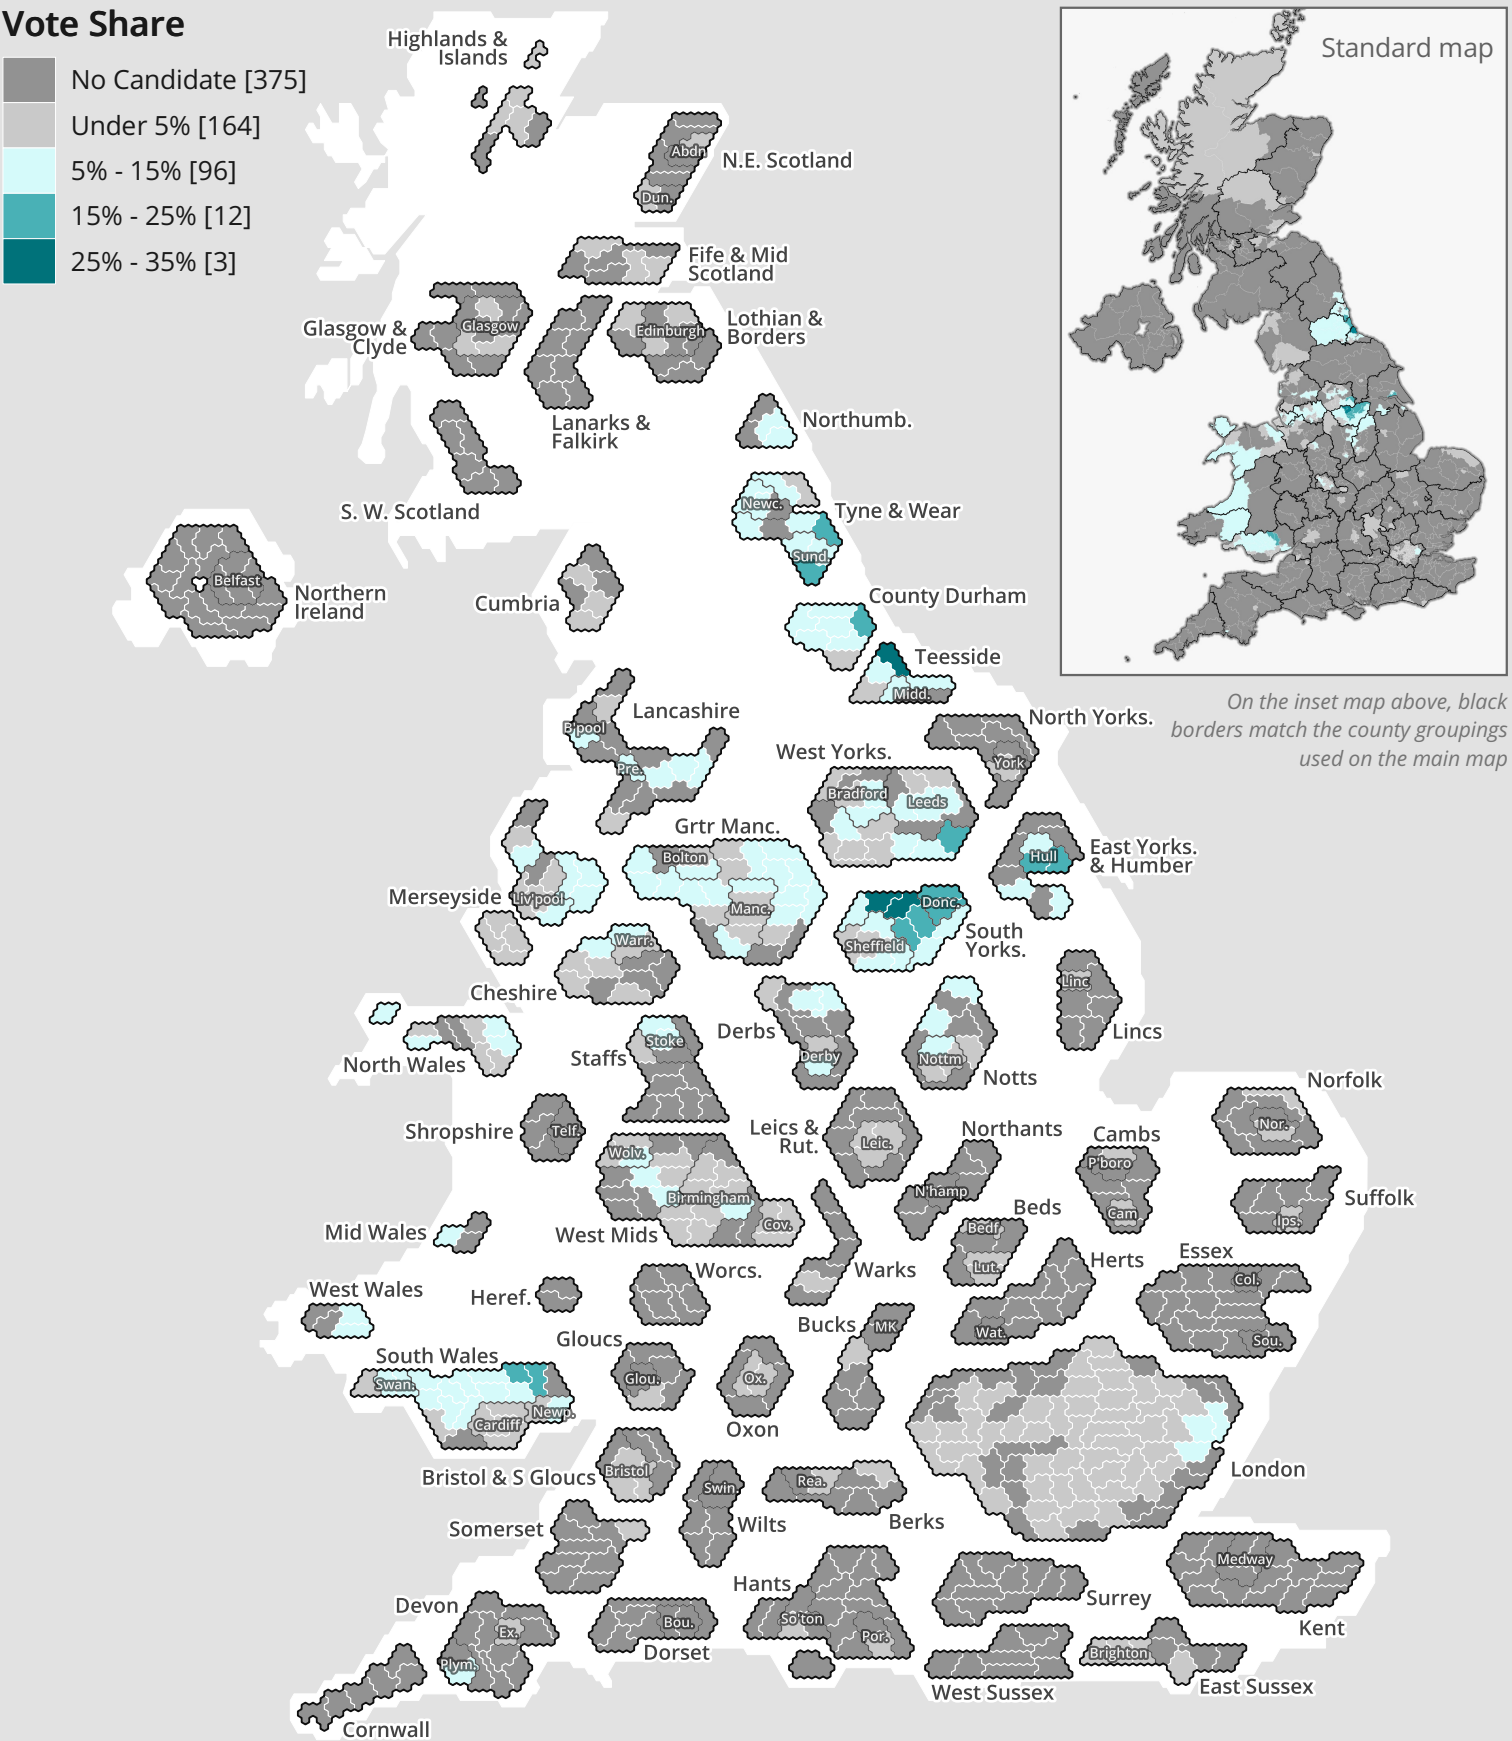 Vote Share
No Candidate [375]
Under 5% [164]
5% - 15% [96]
15% - 25% [12]
25% - 35% [3]
Standard map
On the inset map above, black
borders match the county groupings
used on the main map
Highlands &
Islands
Abdn
N.E. Scotland
Dun.
Fife & Mid
Scotland
Glasgow &
Clyde
Glasgow
Edinburgh
Lothian &
Borders
Lanarks &
Falkirk
Northumb.
S. W. Scotland
Newc.
Tyne & Wear
Sund.
Belfast
Northern
Ireland
Cumbria
County Durham
Teesside
Midd.
Lancashire
B'pool
Pre.
North Yorks.
York
West Yorks.
Bradford
Leeds
Grtr Manc.
Bolton
Manc.
East Yorks.
& Humber
Hull
Merseyside
Liv'pool
Donc.
Sheffield
South
Yorks.
Warr.
Cheshire
Linc
Lincs
North Wales
Derbs
Derby
Staffs
Stoke
Nottm
Notts
Norfolk
Nor.
Shropshire
Telf.
Leics &
Rut.
Leic.
Northants
N'hamp
Cambs
P'boro
Cam
Suffolk
Ips.
Wolv.
Birmingham
Cov.
West Mids
Mid Wales
Beds
Bedf
Lut.
Herts
Wat.
Essex
Col.
Sou.
Warks
Worcs.
Heref.
West Wales
Bucks
MK
Gloucs
Glou.
South Wales
Swan.
Cardiff
Newp.
Ox.
Oxon
London
Bristol & S Gloucs
Bristol
Swin.
Wilts
Rea.
Berks
Somerset
Medway
Kent
Hants
So'ton
Por.
Surrey
Devon
Ex.
Plym.
Bou.
Dorset
Brighton
West Sussex
East Sussex
Cornwall